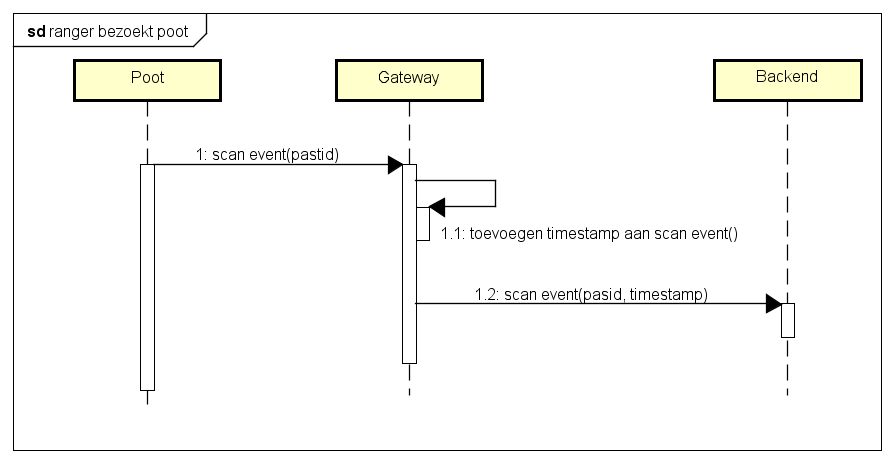 sd ranger bezoekt poot
Poot
Gateway
Backend
1: scan event(pastid)
1.1: toevoegen timestamp aan scan event()
1.2: scan event(pasid, timestamp)